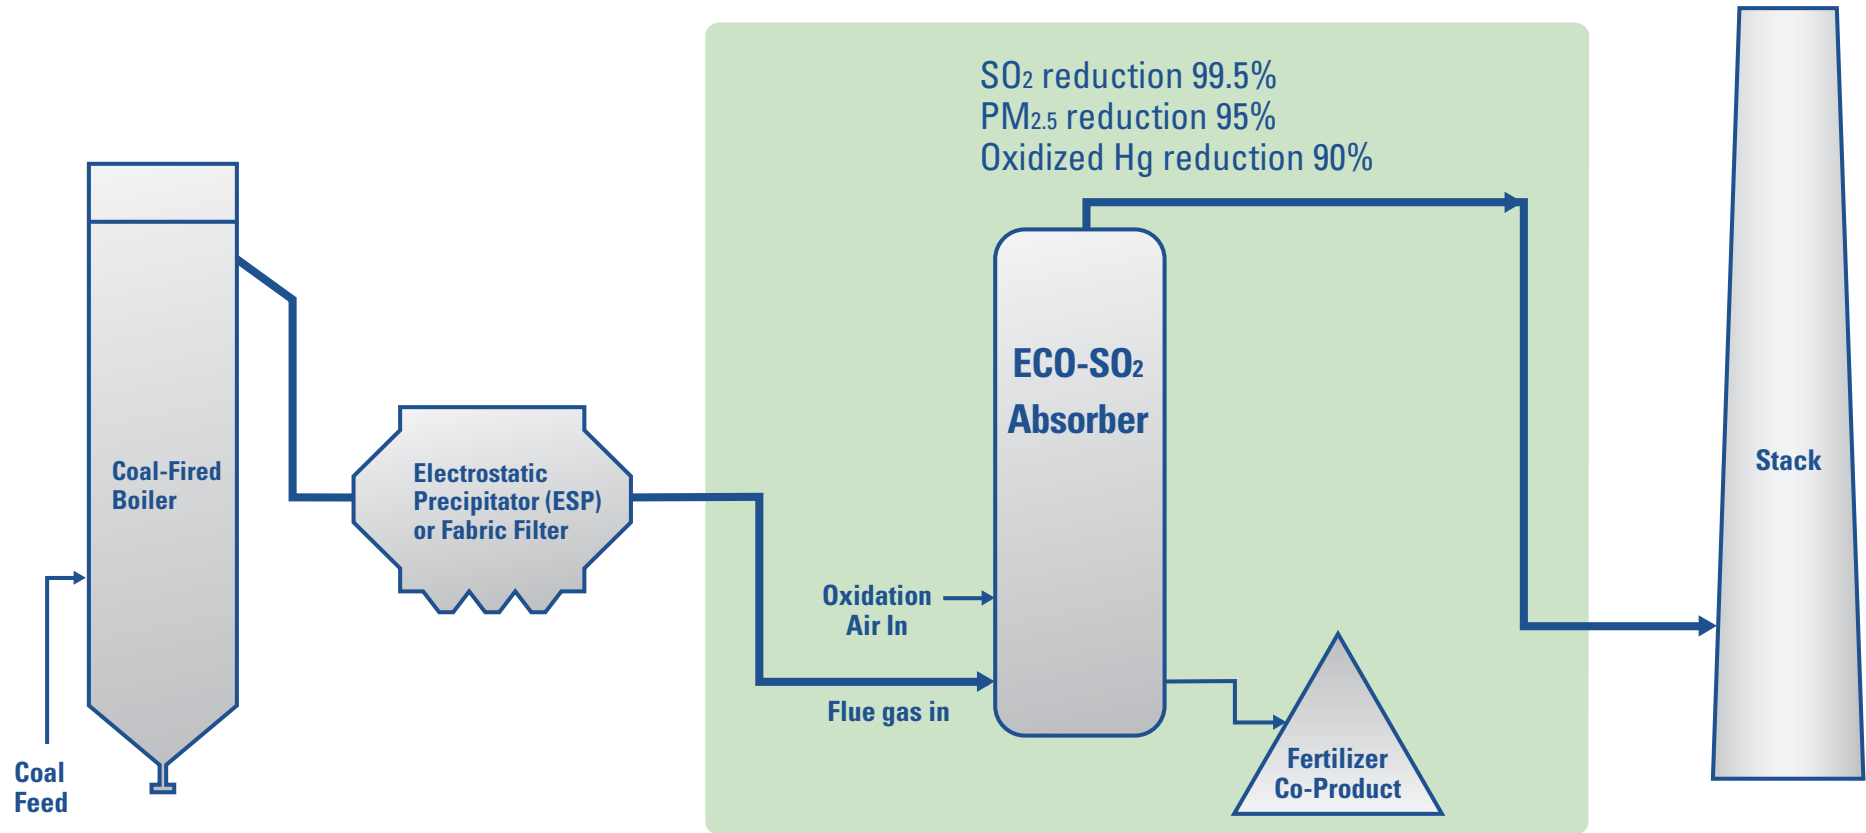 SO2 reduction 99.5%
PM2.5 reduction 95%
Oxidized Hg reduction 90%
ECO-SO2
Absorber
Coal-Fired
Boiler
Electrostatic
Precipitator (ESP)
or Fabric Filter
Stack
Oxidation
Air In
Flue gas in
Fertilizer
Co-Product
Coal
Feed